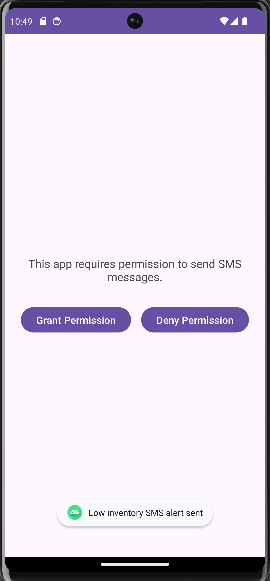 10:49
This app requires permission to send SMS
messages.
Grant Permission
Deny Permission
Low inventory SMS alert sent